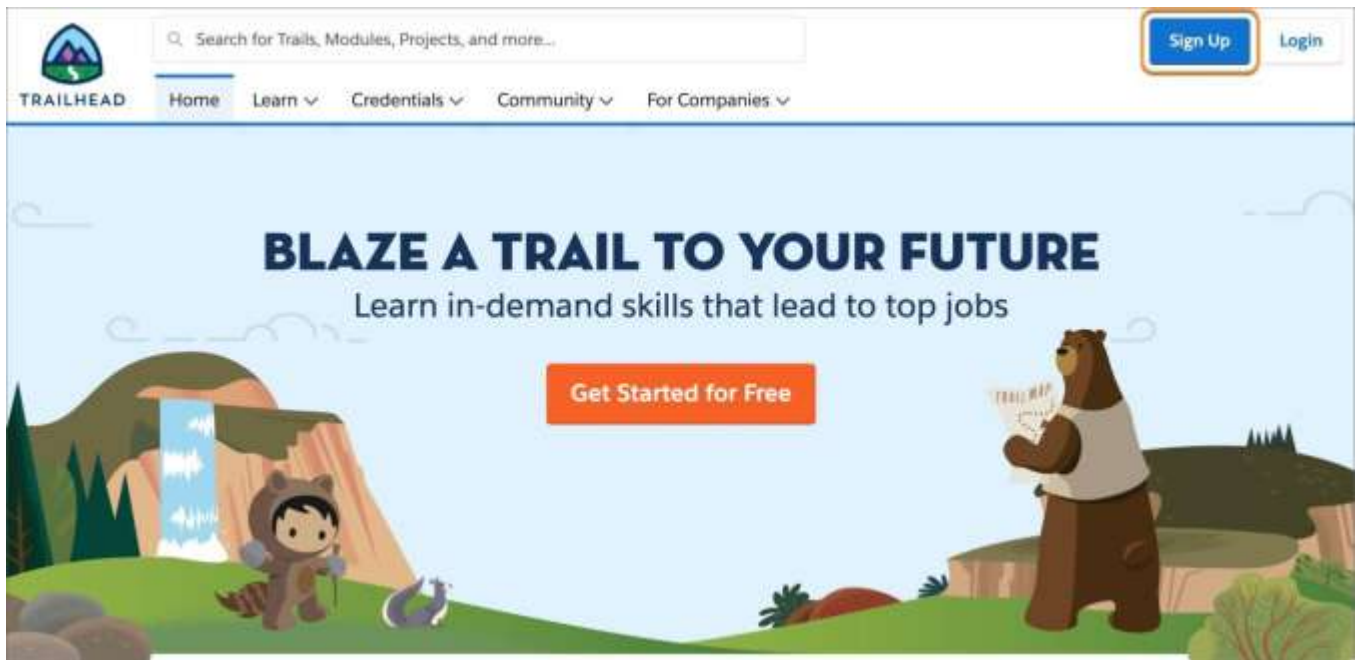 Search for Trails, Modules, Projects, and more...
Sign Up
Login
TRAILHEAD
Home
Learn
Credentials
Community
For Companies
BLAZE A TRAIL TO YOUR FUTURE
Learn in-demand skills that lead to top jobs
Get Started for Free
TRAIL MAP